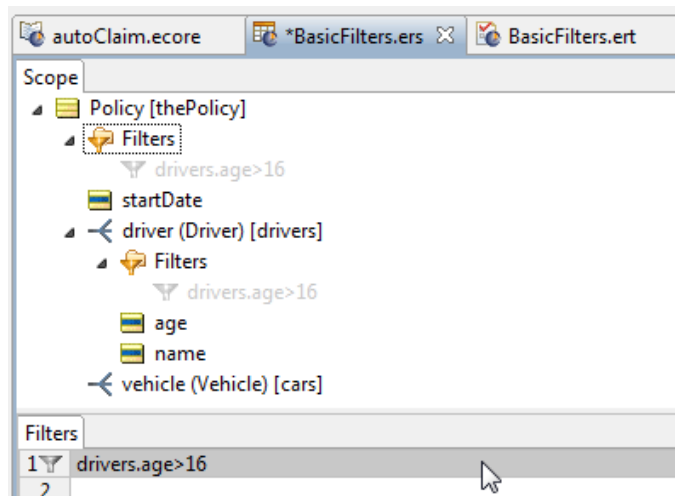 autoClaim.ecore *BasicFilters.ers BasicFilters.ert
Scope
Policy [thePolicy]
Filters
drivers.age>16
startDate
driver (Driver) [drivers]
Filters
drivers.age>16
age
name
vehicle (Vehicle) [cars]
Filters
1 drivers.age>16
2